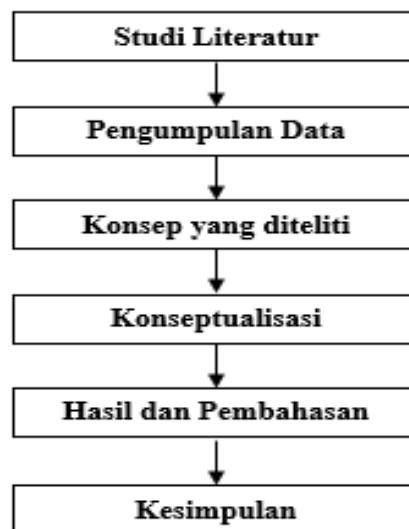 Studi Literatur
Pengumpulan Data
Konsep yang diteliti
Konseptualisasi
Hasil dan Pembahasan
Kesimpulan